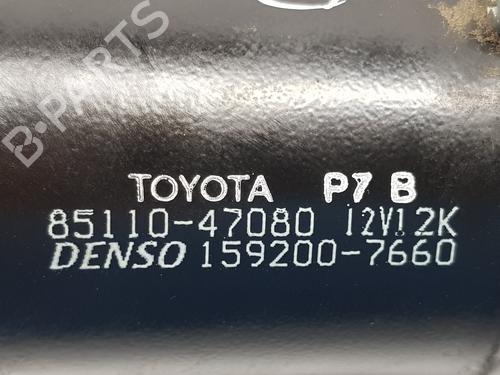 B-PARTS
TOYOTA P7 B
85110-47080 12V12K
DENSO 159200-7660